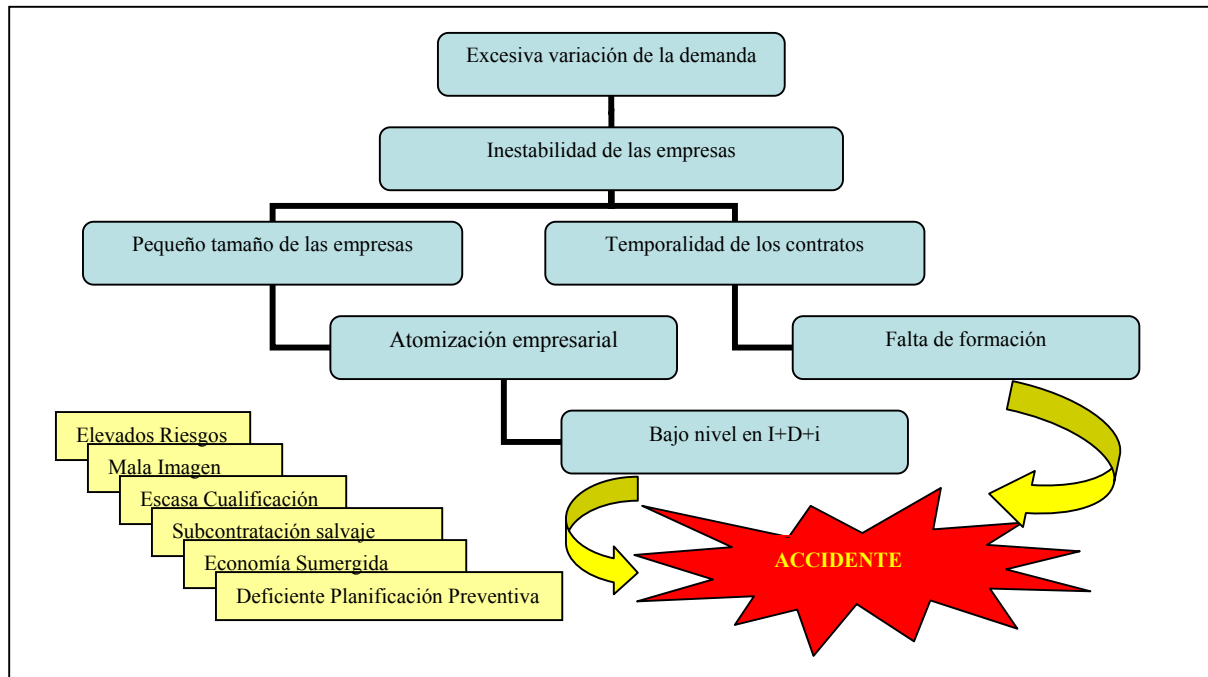 Excesiva variación de la demanda
Inestabilidad de las empresas
Pequeño tamaño de las empresas
Temporalidad de los contratos
Atomización empresarial
Falta de formación
Bajo nivel en I+D+i
Elevados Riesgos
Mala Imagen
Escasa Cualificación
Subcontratación salvaje
Economía Sumergida
Deficiente Planificación Preventiva
ACCIDENTE